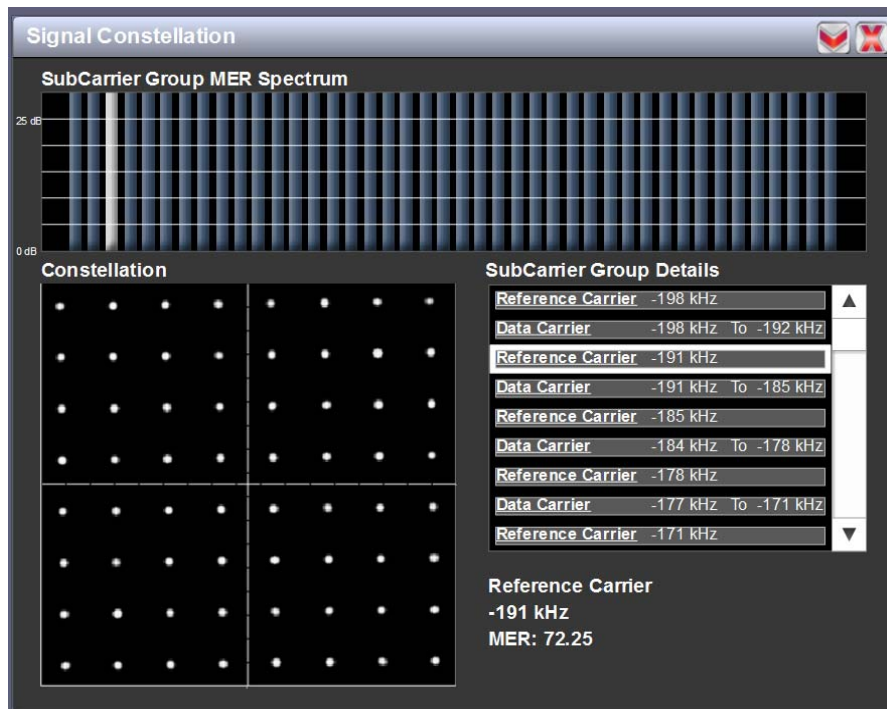 Signal Constellation
SubCarrier Group MER Spectrum
25 dB
0 dB
Constellation
SubCarrier Group Details
Reference Carrier -198 kHz
Data Carrier -198 kHz To -192 kHz
Reference Carrier -191 kHz
Data Carrier -191 kHz To -185 kHz
Reference Carrier -185 kHz
Data Carrier -184 kHz To -178 kHz
Reference Carrier -178 kHz
Data Carrier -177 kHz To -171 kHz
Reference Carrier -171 kHz
Reference Carrier
-191 kHz
MER: 72.25